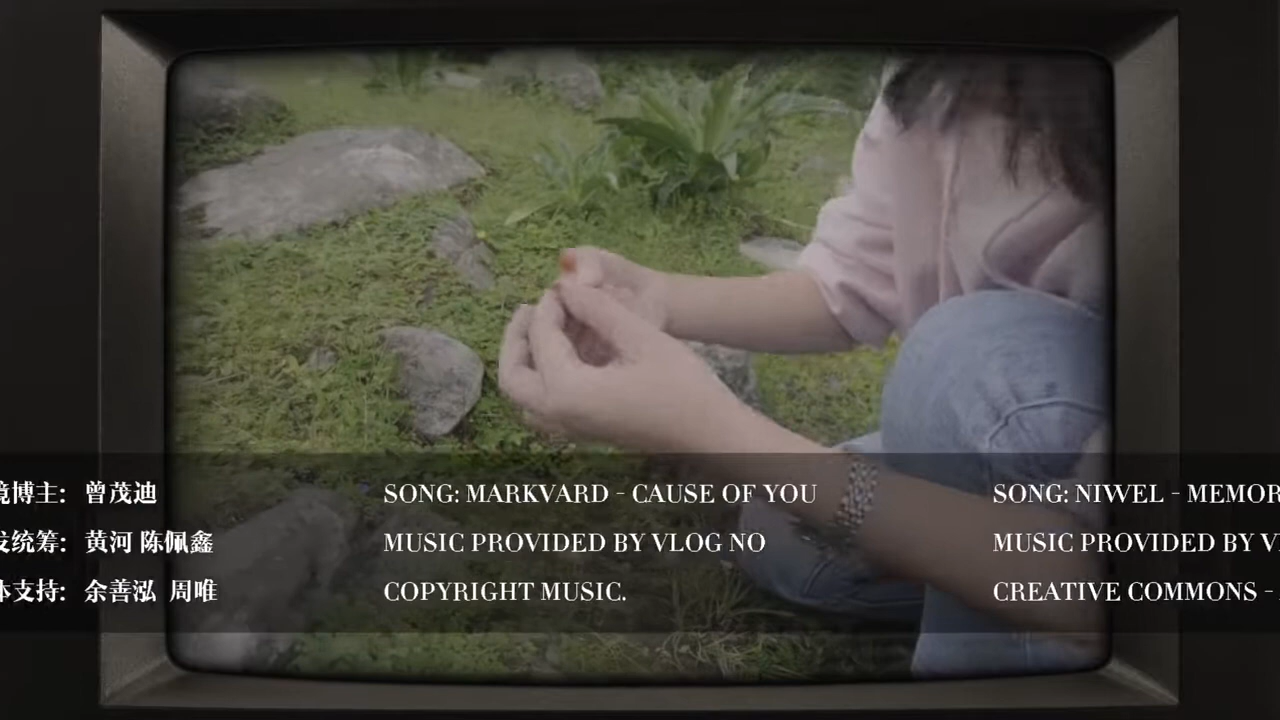 博主： 曾茂迪
统筹： 黄河 陈佩鑫
支持： 余善泓 周唯
SONG: MARKVARD - CAUSE OF YOU
MUSIC PROVIDED BY VLOG NO
COPYRIGHT MUSIC.
SONG: NIWEL - MEMOR
MUSIC PROVIDED BY V
CREATIVE COMMONS -